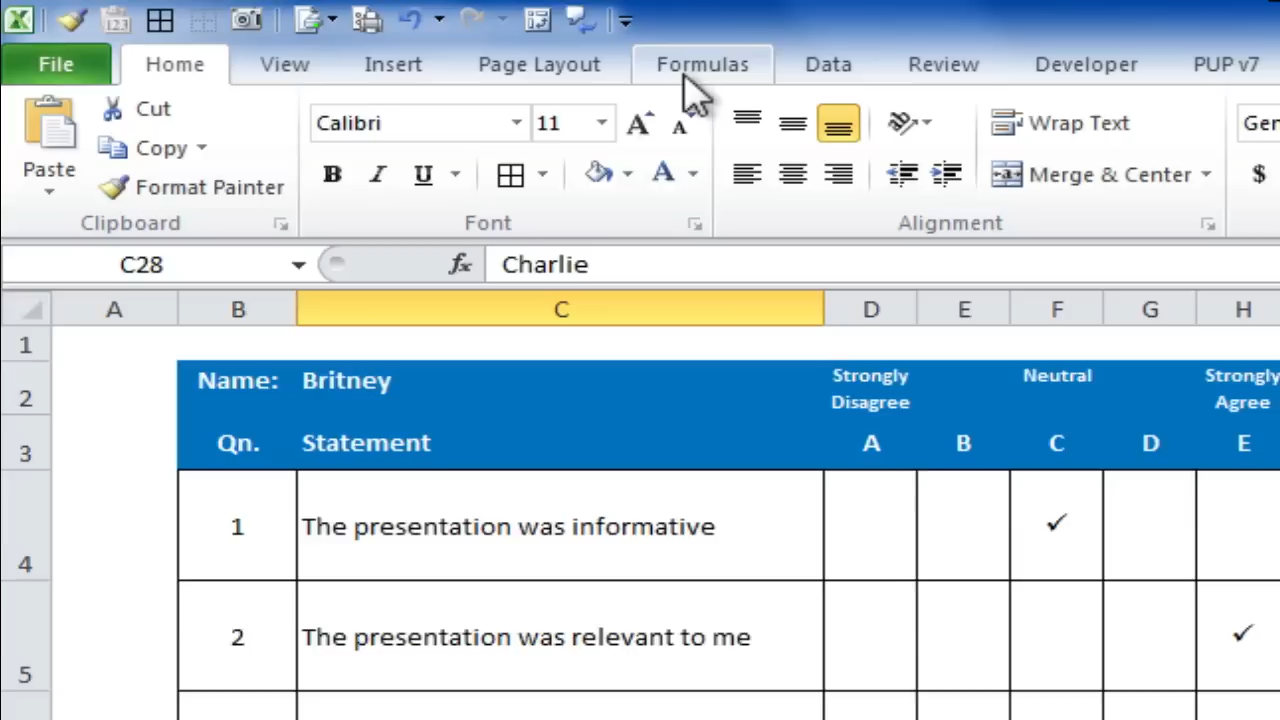 File Home View Insert Page Layout Formulas Data Review Developer PUP v7
Cut
Calibri 11 A A Wrap Text Gen
Copy
Paste B I U A Merge & Center $
Format Painter
Clipboard Font Alignment
C28 fx Charlie
A B C D E F G H
1
2 Name: Britney Strongly Disagree Neutral Strongly Agree
3 Qn. Statement A B C D E
4 1 The presentation was informative ✓
5 2 The presentation was relevant to me ✓